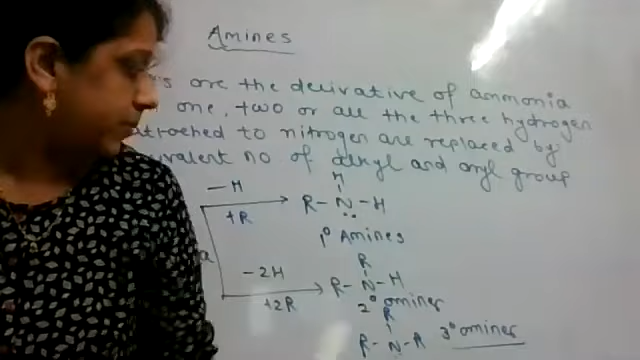 Amines
are the derivative of ammonia
one, two or all the three hydrogen
attached to nitrogen are replaced by
no of alkyl and aryl group
-H
+R
H
R-N-H
1° Amines
-2H
+2R
R
R-N-H
2° amines
R
R-N-R
3° amines